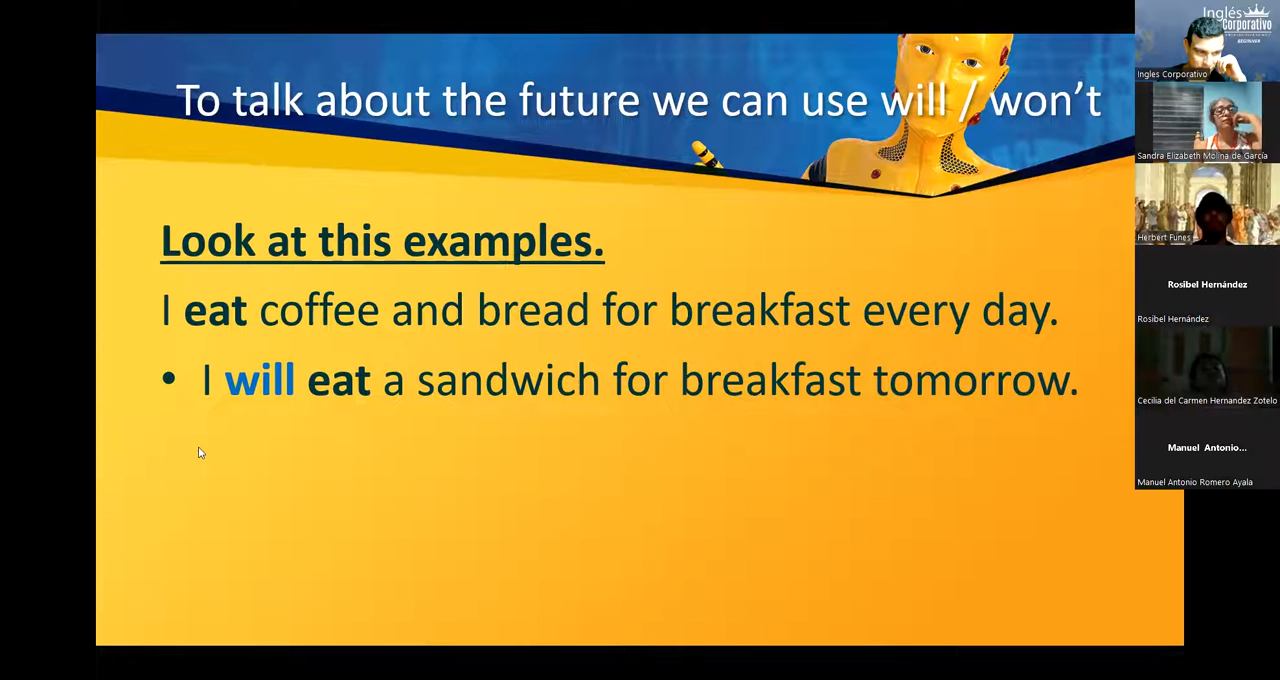 To talk about the future we can use will / won't
Look at this examples.
I eat coffee and bread for breakfast every day.
• I will eat a sandwich for breakfast tomorrow.
Inglés
Corporativo
BEGINNER
Ingles Corporativo
Sandra Elizabeth Molina de García
Herbert Funes
Rosibel Hernández
Rosibel Hernández
Cecilia del Carmen Hernandez Zotelo
Manuel Antonio...
Manuel Antonio Romero Ayala